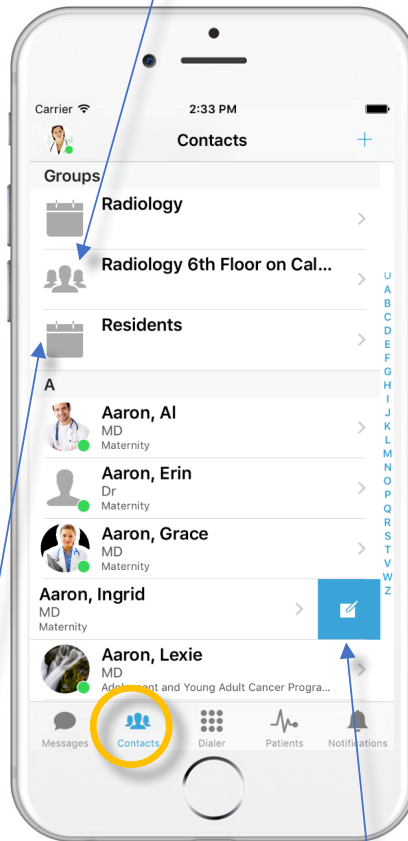 Carrier 2:33 PM
Contacts +
Groups
Radiology
Radiology 6th Floor on Cal...
Residents
A
Aaron, Al
MD
Maternity
Aaron, Erin
Dr
Maternity
Aaron, Grace
MD
Maternity
Aaron, Ingrid
MD
Maternity
Aaron, Lexie
MD
Adolescent and Young Adult Cancer Progra...
U
A
B
C
D
E
F
G
H
I
J
K
L
M
N
O
P
Q
R
S
T
V
W
Z
Messages Contacts Dialer Patients Notifications